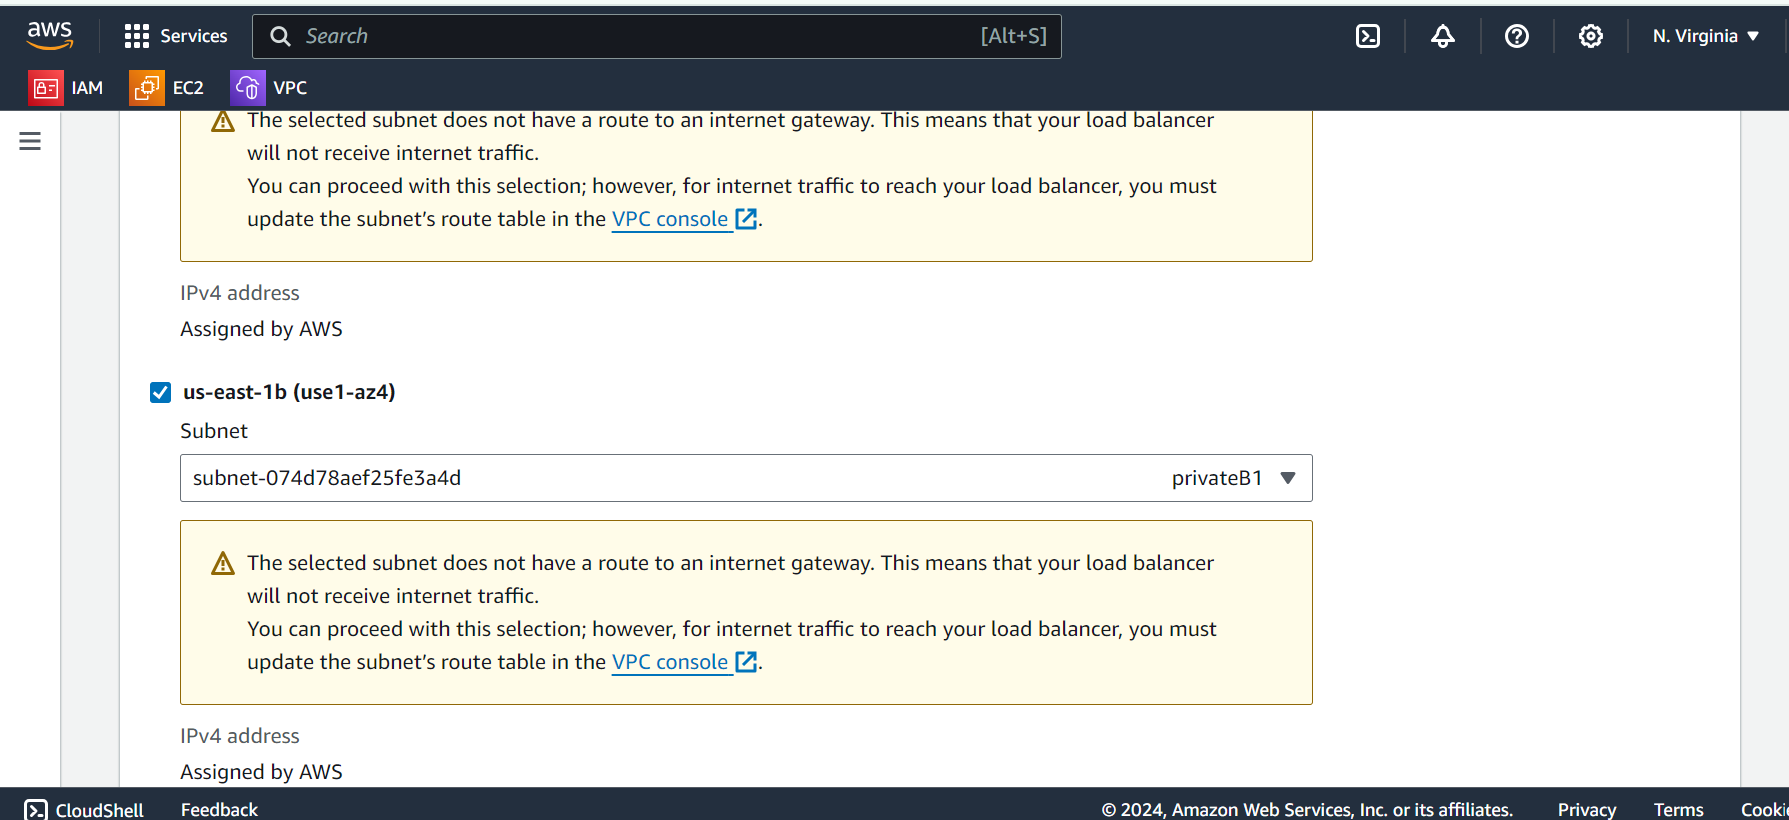 aws
Services
Search [Alt+S]
N. Virginia
IAM EC2 VPC
The selected subnet does not have a route to an internet gateway. This means that your load balancer
will not receive internet traffic.
You can proceed with this selection; however, for internet traffic to reach your load balancer, you must
update the subnet’s route table in the VPC console.
IPv4 address
Assigned by AWS
us-east-1b (use1-az4)
Subnet
subnet-074d78aef25fe3a4d privateB1
The selected subnet does not have a route to an internet gateway. This means that your load balancer
will not receive internet traffic.
You can proceed with this selection; however, for internet traffic to reach your load balancer, you must
update the subnet’s route table in the VPC console.
IPv4 address
Assigned by AWS
CloudShell Feedback © 2024, Amazon Web Services, Inc. or its affiliates. Privacy Terms